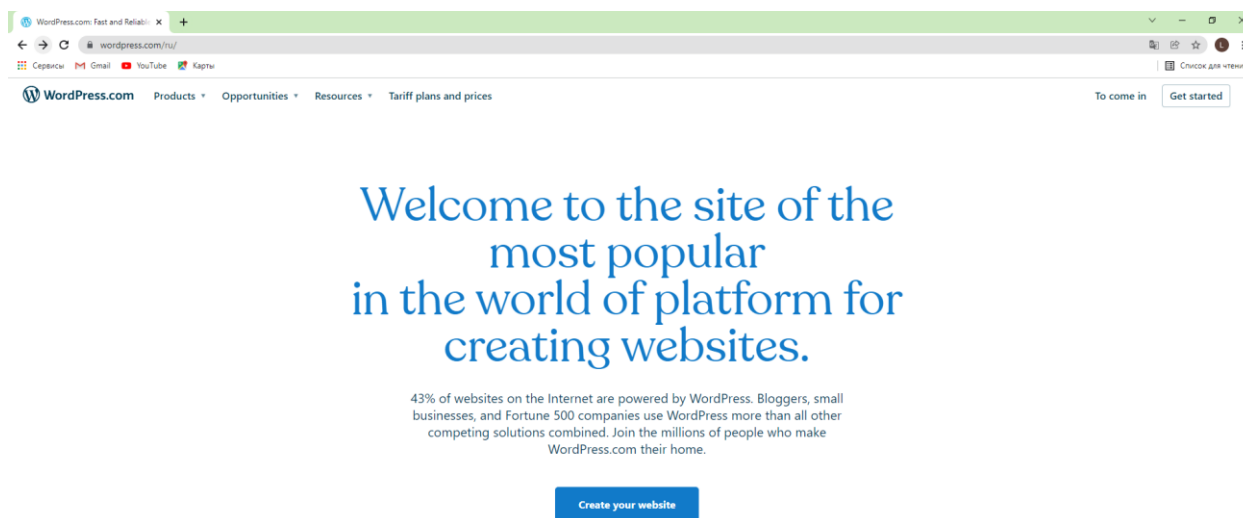 WordPress.com: Fast and Reliabl
wordpress.com/ru/
L
Сервисы Gmail YouTube Карты
Список для чтени
WordPress.com Products Opportunities Resources Tariff plans and prices To come in Get started
Welcome to the site of the
most popular
in the world of platform for
creating websites.
43% of websites on the Internet are powered by WordPress. Bloggers, small
businesses, and Fortune 500 companies use WordPress more than all other
competing solutions combined. Join the millions of people who make
WordPress.com their home.
Create your website